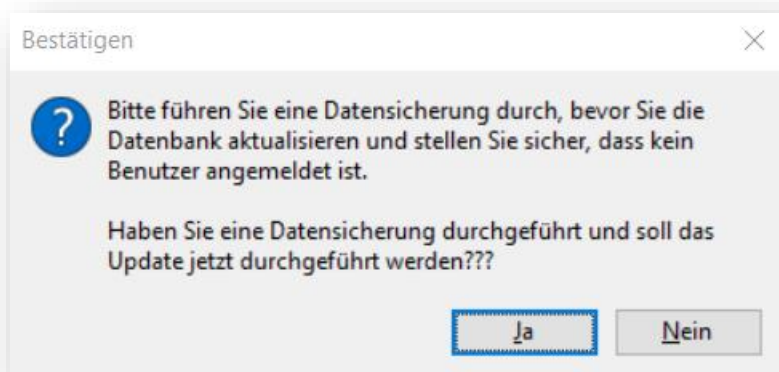 Bestätigen
?
Bitte führen Sie eine Datensicherung durch, bevor Sie die
Datenbank aktualisieren und stellen Sie sicher, dass kein
Benutzer angemeldet ist.
Haben Sie eine Datensicherung durchgeführt und soll das
Update jetzt durchgeführt werden???
Ja
Nein